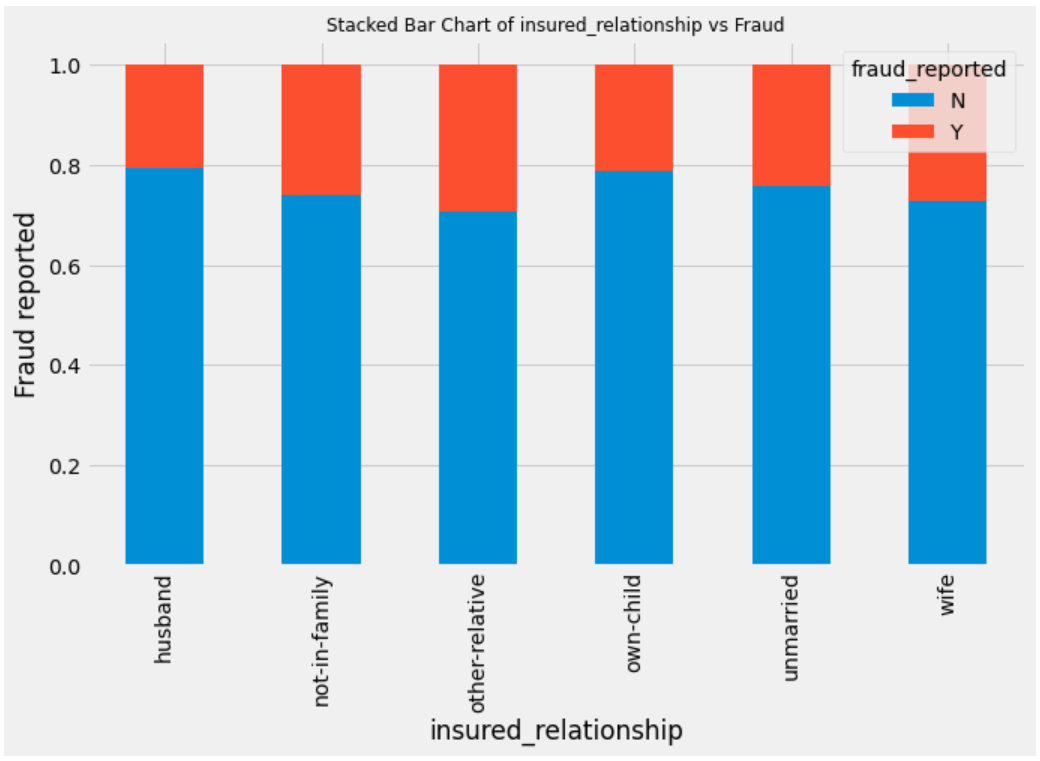 Stacked Bar Chart of insured_relationship vs Fraud
fraud_reported
N
Y
1.0
0.8
0.6
0.4
0.2
0.0
Fraud reported
husband
not-in-family
other-relative
own-child
unmarried
wife
insured_relationship